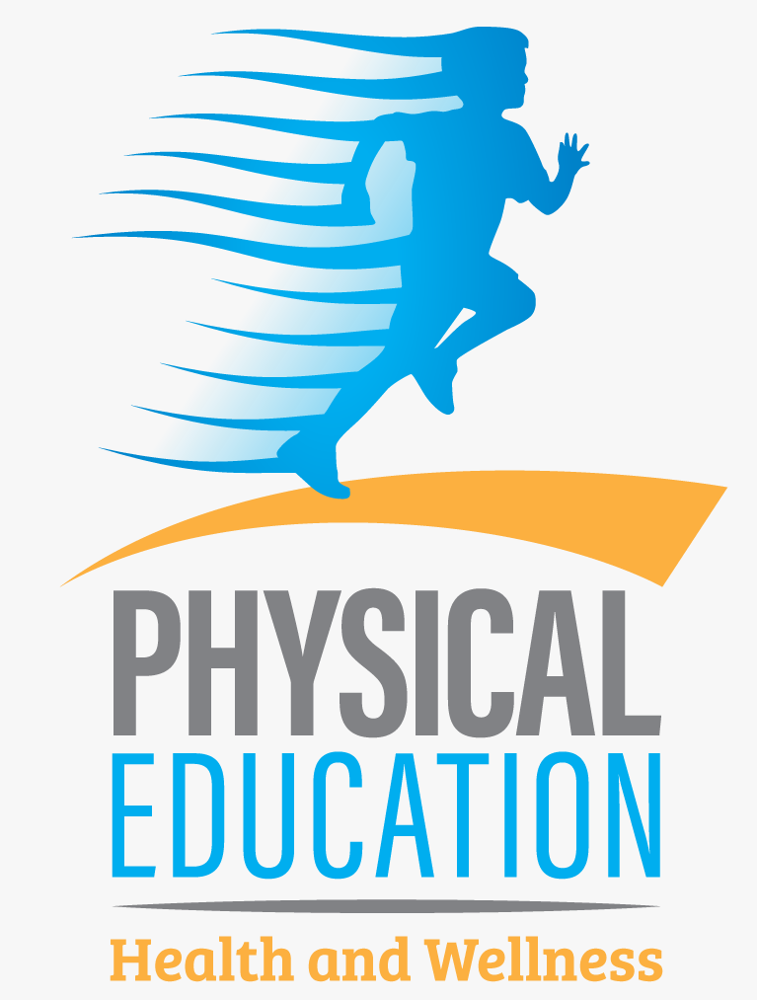 PHYSICAL
EDUCATION
Health and Wellness